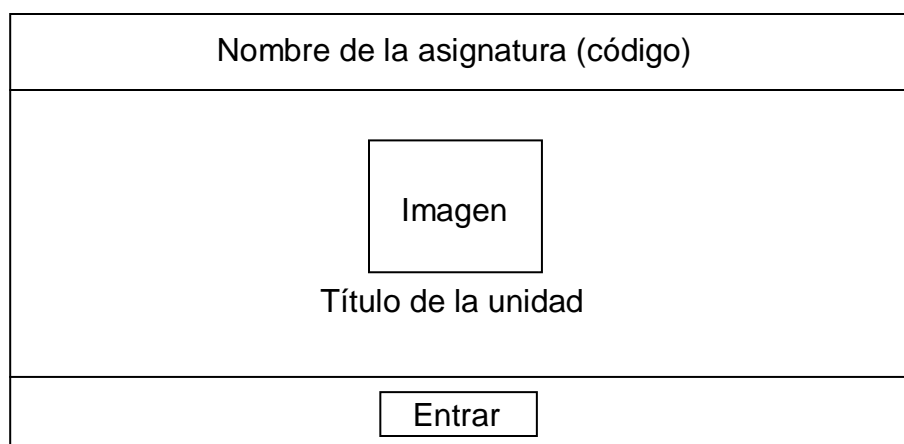 Nombre de la asignatura (código)
Imagen
Título de la unidad
Entrar